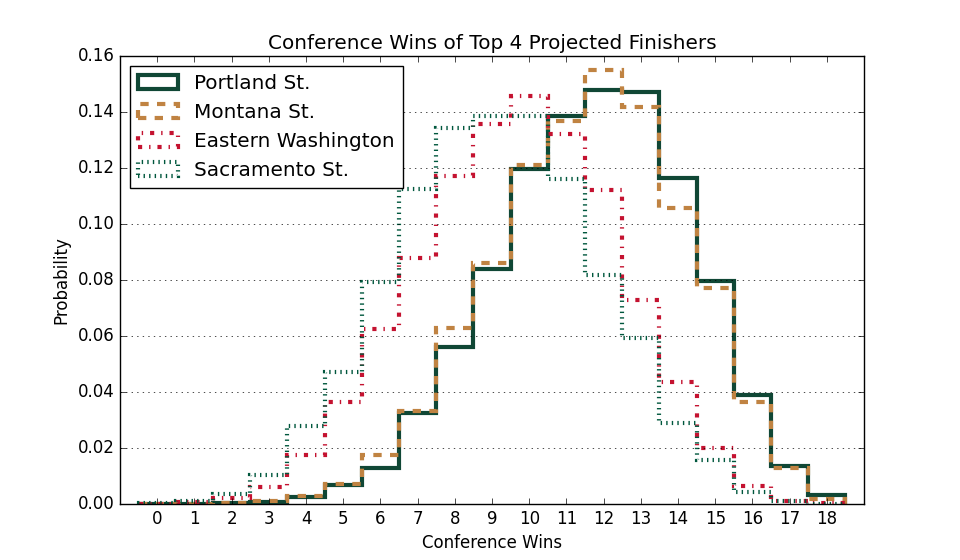 Conference Wins of Top 4 Projected Finishers
0.16
0.14
0.12
0.10
0.08
0.06
0.04
0.02
0.00
Probability
Portland St.
Montana St.
Eastern Washington
Sacramento St.
0 1 2 3 4 5 6 7 8 9 10 11 12 13 14 15 16 17 18
Conference Wins